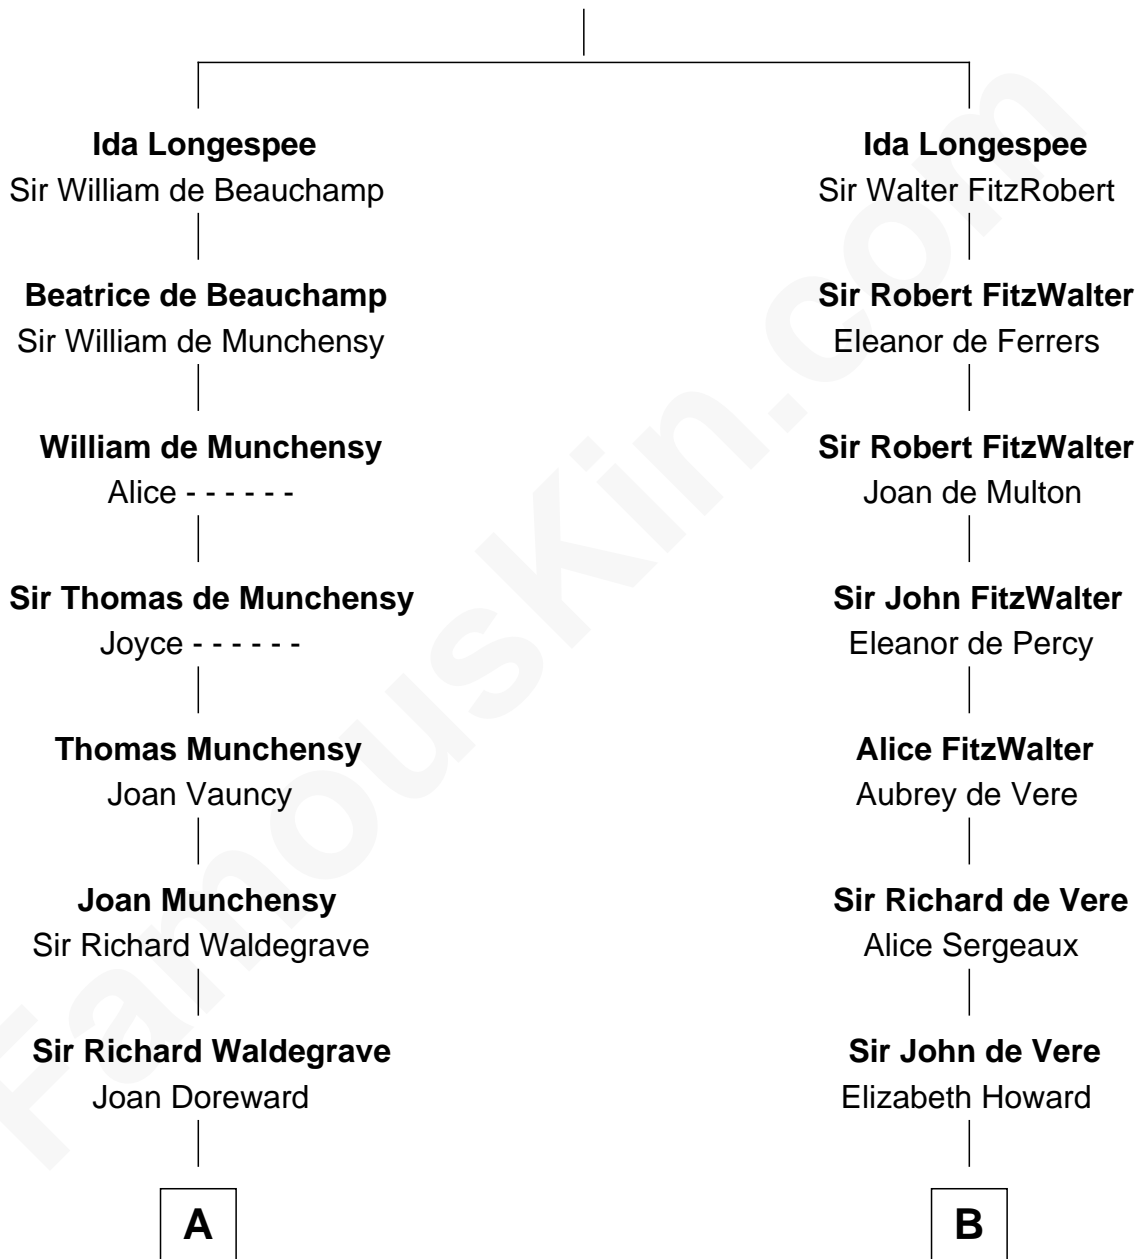 Ida Longespee
Sir William de Beauchamp
Beatrice de Beauchamp
Sir William de Munchensy
William de Munchensy
Alice - - - - - -
Sir Thomas de Munchensy
Joyce - - - - - -
Thomas Munchensy
Joan Vauncy
Joan Munchensy
Sir Richard Waldegrave
Sir Richard Waldegrave
Joan Doreward
A
Ida Longespee
Sir Walter FitzRobert
Sir Robert FitzWalter
Eleanor de Ferrers
Sir Robert FitzWalter
Joan de Multon
Sir John FitzWalter
Eleanor de Percy
Alice FitzWalter
Aubrey de Vere
Sir Richard de Vere
Alice Sergeaux
Sir John de Vere
Elizabeth Howard
B
FamousKin.com